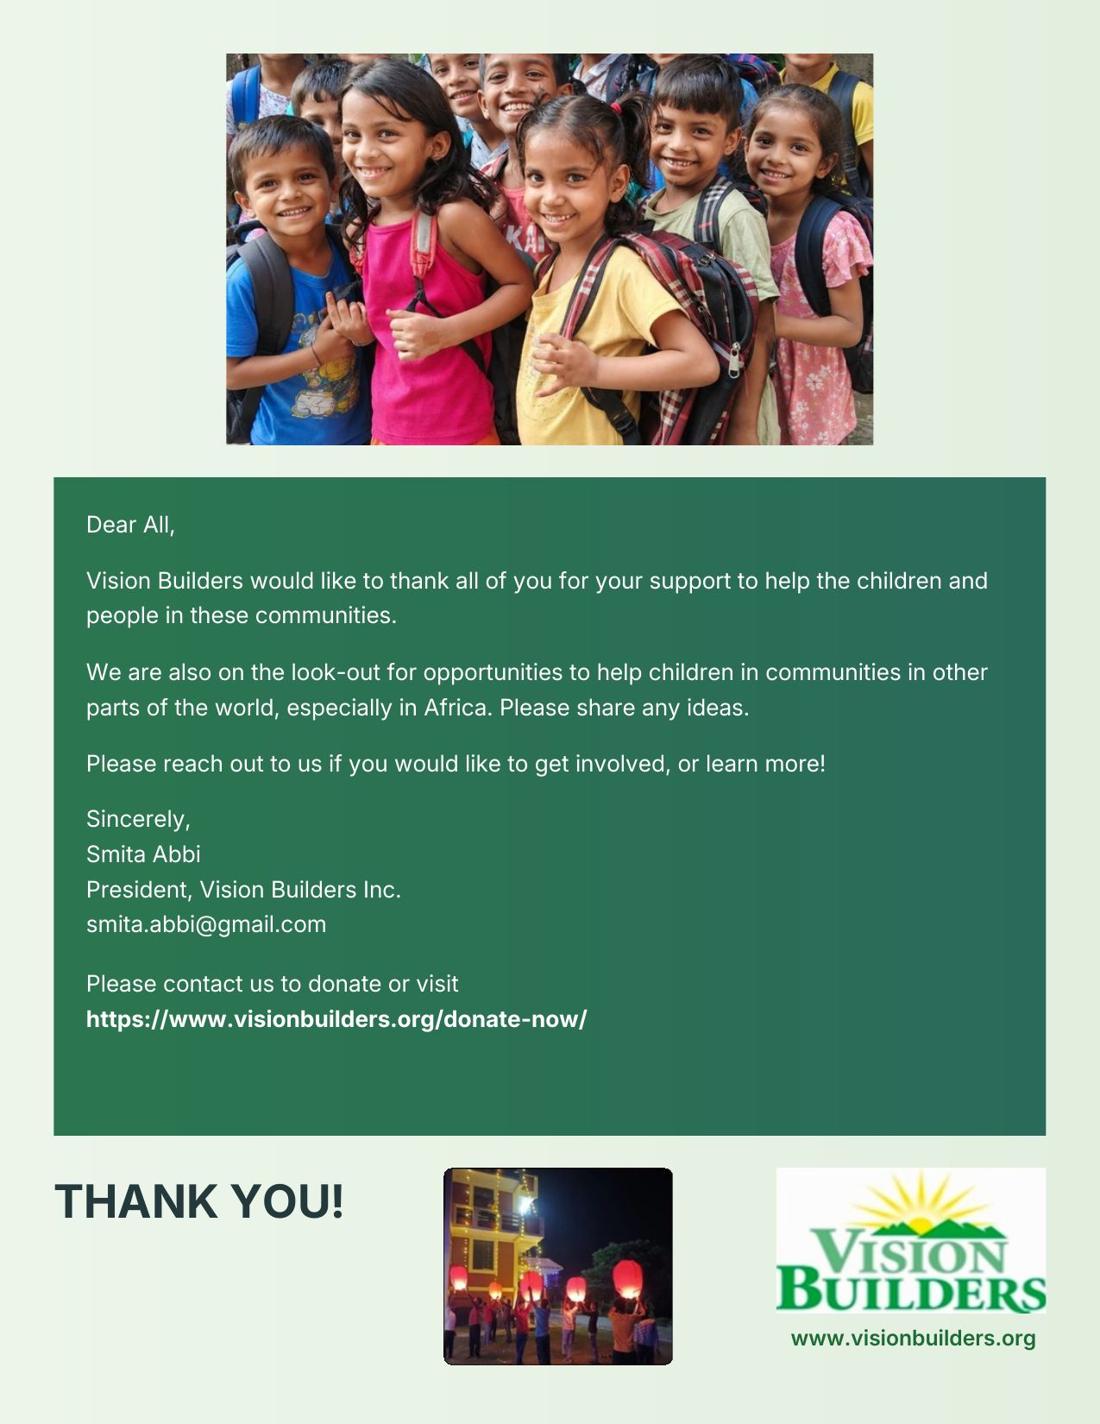 Dear All,
Vision Builders would like to thank all of you for your support to help the children and
people in these communities.
We are also on the look-out for opportunities to help children in communities in other
parts of the world, especially in Africa. Please share any ideas.
Please reach out to us if you would like to get involved, or learn more!
Sincerely,
Smita Abbi
President, Vision Builders Inc.
smita.abbi@gmail.com
Please contact us to donate or visit
https://www.visionbuilders.org/donate-now/
THANK YOU!
VISION
BUILDERS
www.visionbuilders.org